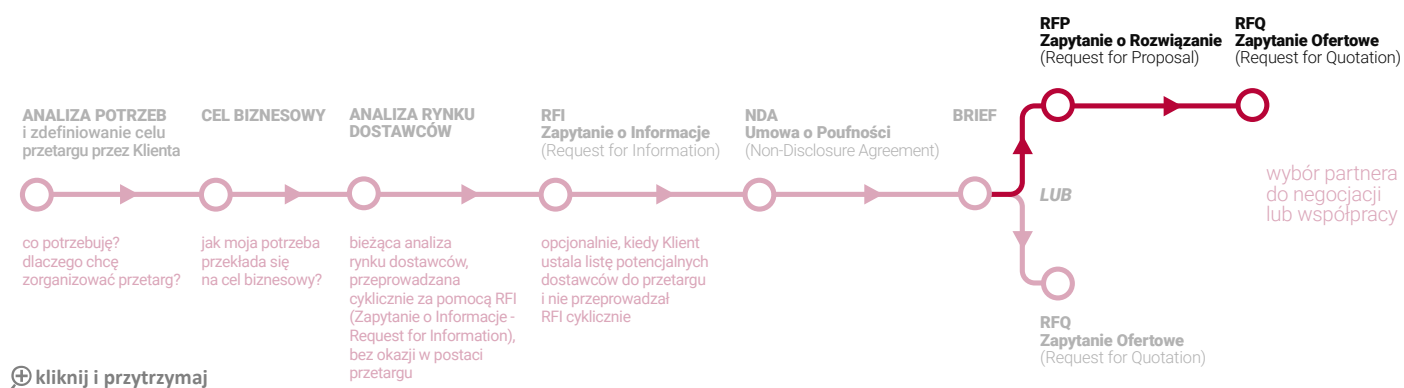 RFP
Zapytanie o Rozwiązanie
(Request for Proposal)
RFQ
Zapytanie Ofertowe
(Request for Quotation)
ANALIZA POTRZEB
i zdefiniowanie celu
przetargu przez Klienta
CEL BIZNESOWY
ANALIZA RYNKU
DOSTAWCÓW
RFI
Zapytanie o Informacje
(Request for Information)
NDA
Umowa o Poufności
(Non-Disclosure Agreement)
BRIEF
LUB
wybór partnera
do negocjacji
lub współpracy
co potrzebuję?
dlaczego chcę
zorganizować przetarg?
jak moja potrzeba
przekłada się
na cel biznesowy?
bieżąca analiza
rynku dostawców,
przeprowadzana
cyklicznie za pomocą RFI
(Zapytanie o Informacje -
Request for Information),
bez okazji w postaci
przetargu
opcjonalnie, kiedy Klient
ustala listę potencjalnych
dostawców do przetargu
i nie przeprowadzał
RFI cyklicznie
RFQ
Zapytanie Ofertowe
(Request for Quotation)
kliknij i przytrzymaj